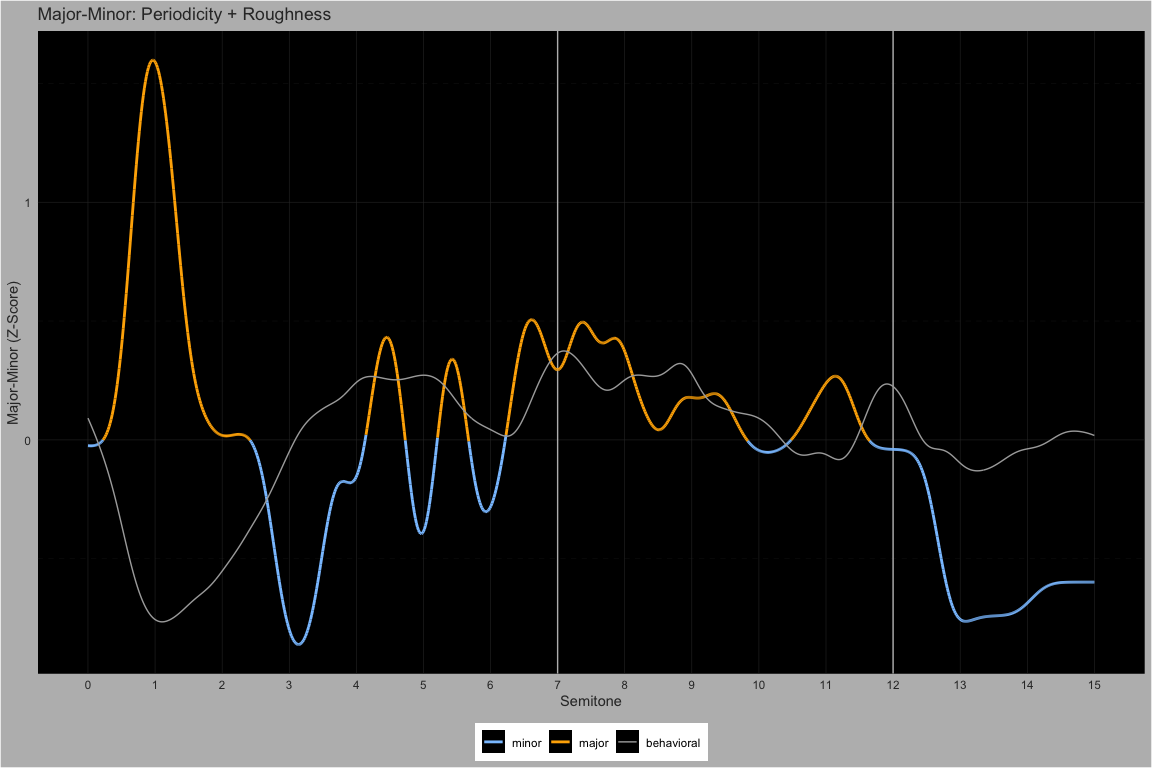 Major-Minor: Periodicity + Roughness
Major-Minor (Z-Score)
1
0
0 1 2 3 4 5 6 7 8 9 10 11 12 13 14 15
Semitone
minor major behavioral